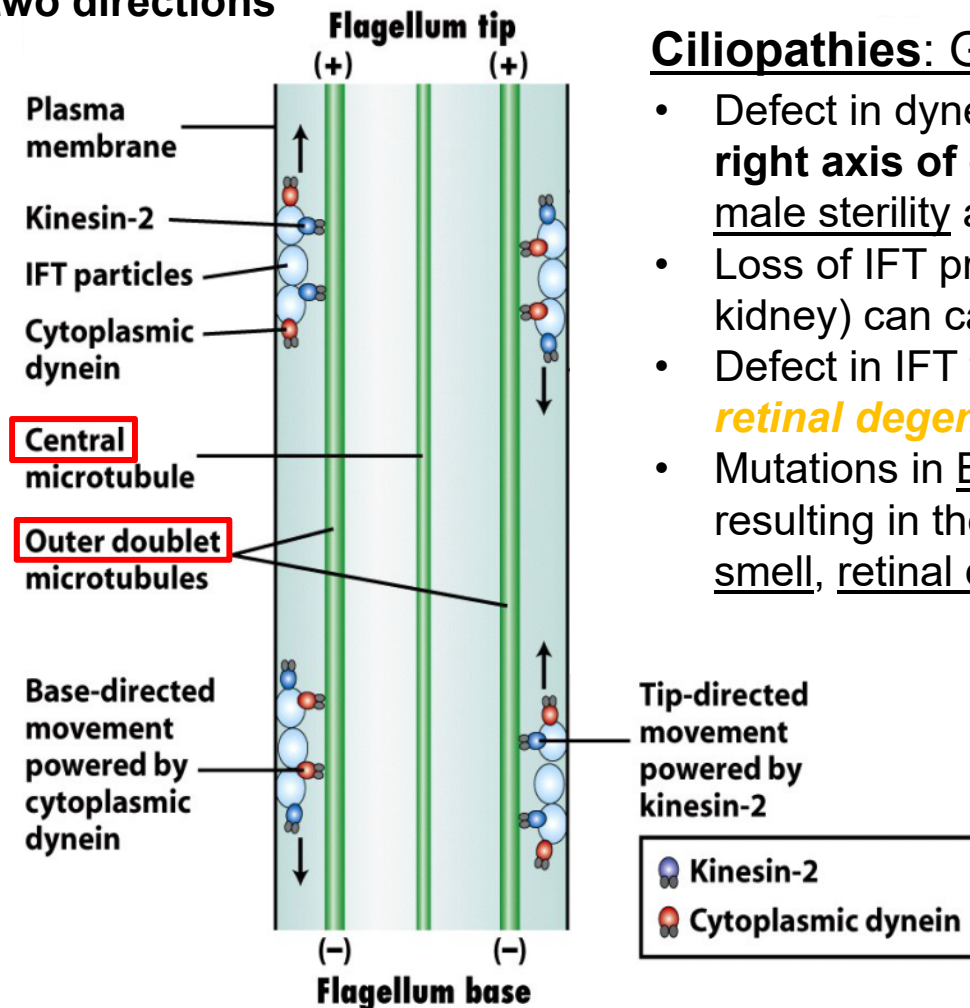 two directions
Flagellum tip
(+) (+)
Plasma
membrane
Kinesin-2
IFT particles
Cytoplasmic
dynein
Central
microtubule
Outer doublet
microtubules
Base-directed
movement
powered by
cytoplasmic
dynein
Tip-directed
movement
powered by
kinesin-2
Kinesin-2
Cytoplasmic dynein
(–) (–)
Flagellum base
Ciliopathies: G
• Defect in dyne
right axis of
male sterility a
• Loss of IFT pr
kidney) can ca
• Defect in IFT
retinal degen
• Mutations in B
resulting in the
smell, retinal